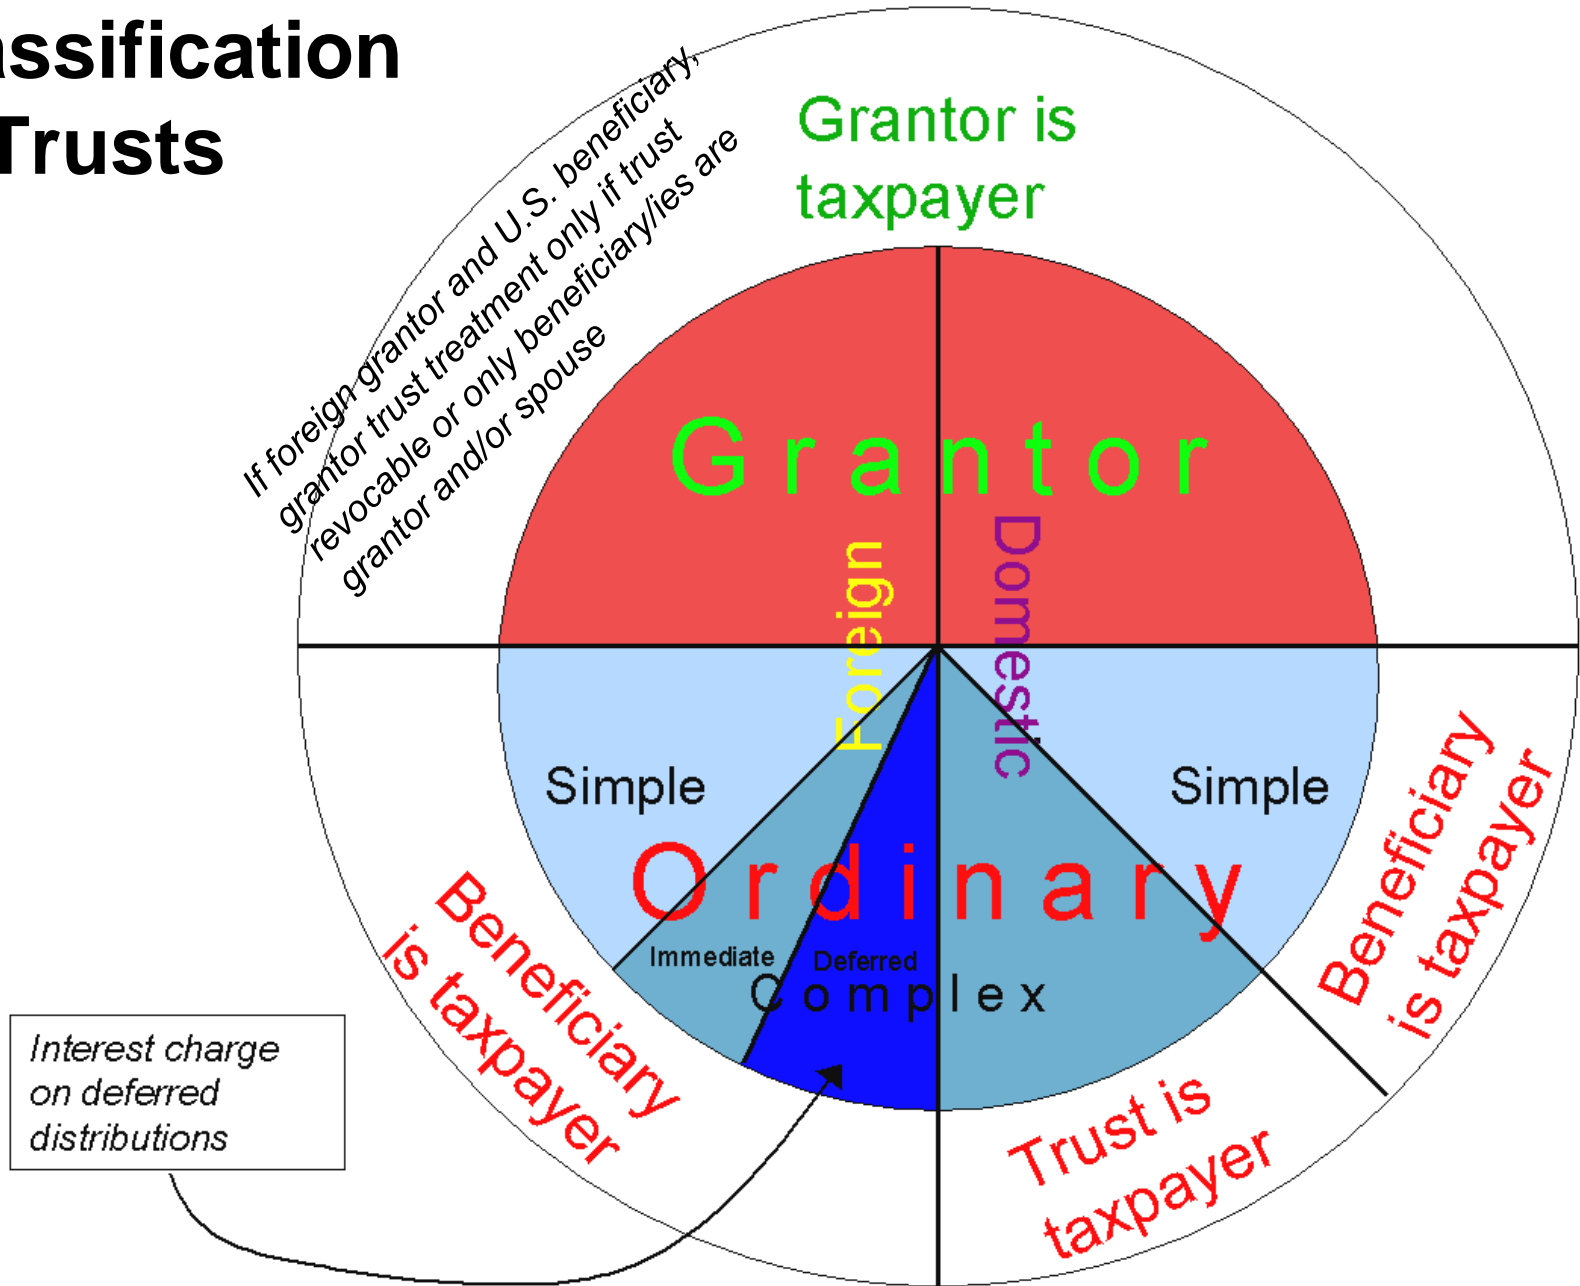 assification
Trusts
If foreign grantor and U.S. beneficiary,
grantor trust treatment only if trust
revocable or only beneficiary/ies are
grantor and/or spouse
Grantor is
taxpayer
Grantor
Foreign
Domestic
Simple
Simple
Ordinary
Immediate
Deferred
Complex
Beneficiary
is taxpayer
Beneficiary
is taxpayer
Trust is
taxpayer
Interest charge
on deferred
distributions